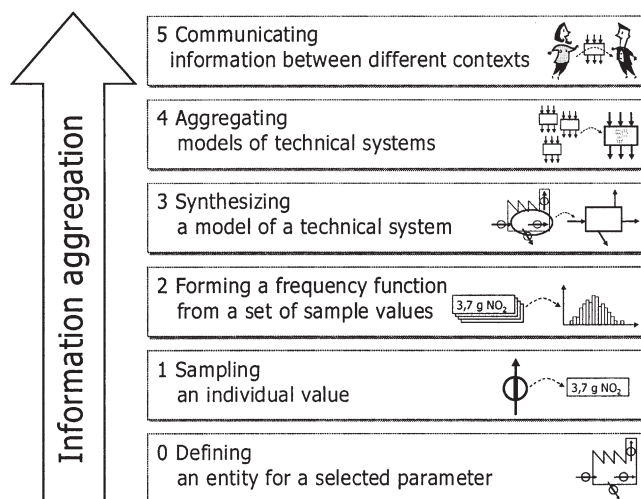 5 Communicating
information between different contexts
4 Aggregating
models of technical systems
3 Synthesizing
a model of a technical system
2 Forming a frequency function
from a set of sample values
3,7 g NO₂
1 Sampling
an individual value
3,7 g NO₂
0 Defining
an entity for a selected parameter
Information aggregation